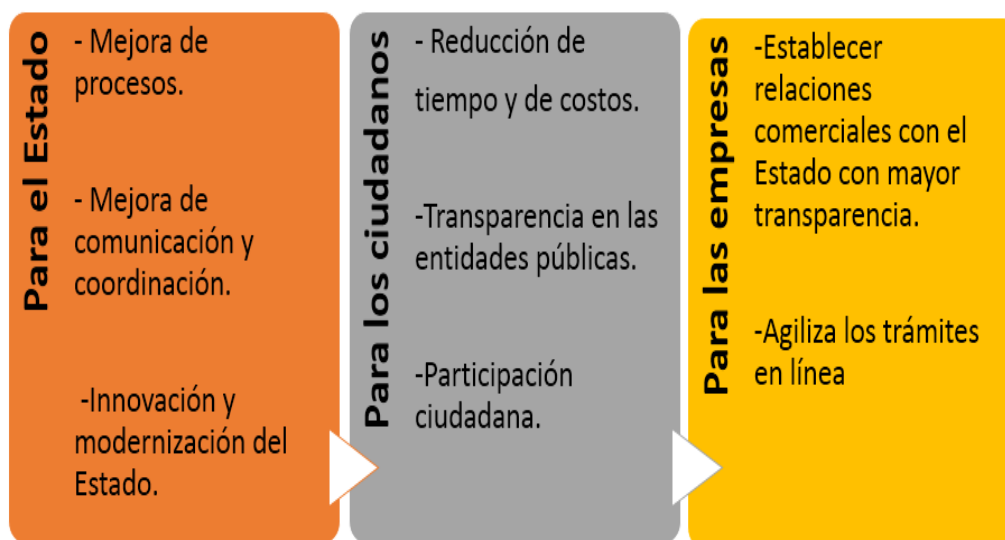 Para el Estado
- Mejora de
procesos.
- Mejora de
comunicación y
coordinación.
-Innovación y
modernización del
Estado.
Para los ciudadanos
- Reducción de
tiempo y de costos.
-Transparencia en las
entidades públicas.
-Participación
ciudadana.
Para las empresas
-Establecer
relaciones
comerciales con el
Estado con mayor
transparencia.
-Agiliza los trámites
en línea